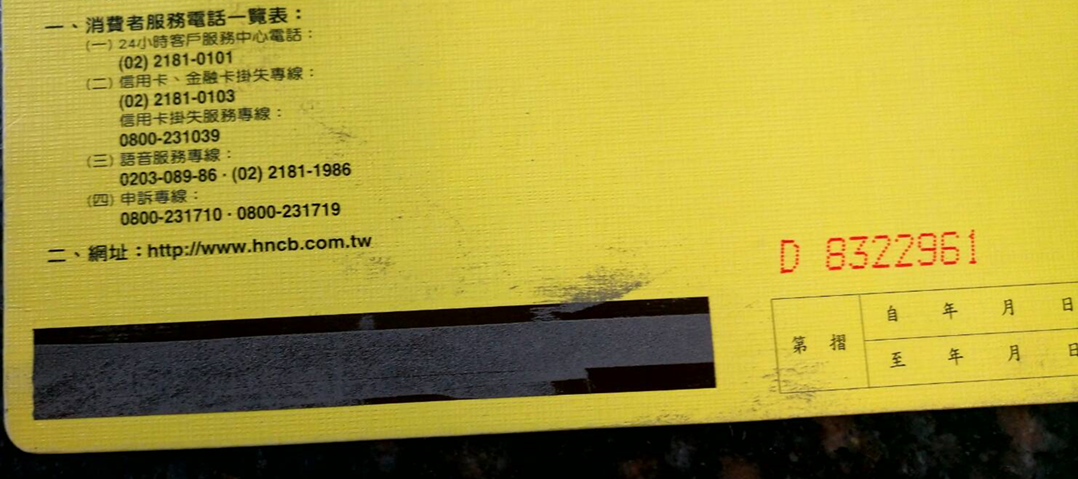 一、消費者服務電話一覽表：
(一) 24小時客戶服務中心電話：
(02) 2181-0101
(二) 信用卡、金融卡掛失專線：
(02) 2181-0103
信用卡掛失服務專線：
0800-231039
(三) 語音服務專線：
0203-089-86 · (02) 2181-1986
(四) 申訴專線：
0800-231710 · 0800-231719
二、網址：http://www.hncb.com.tw
D 8322961
自 年 月 日
第 摺
至 年 月 日